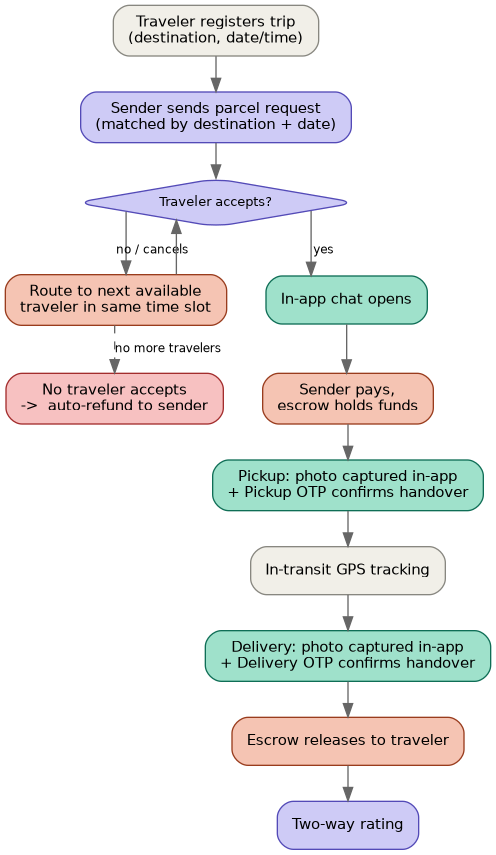 Traveler registers trip
(destination, date/time)
Sender sends parcel request
(matched by destination + date)
Traveler accepts?
no / cancels
yes
Route to next available
traveler in same time slot
In-app chat opens
no more travelers
No traveler accepts
-> auto-refund to sender
Sender pays,
escrow holds funds
Pickup: photo captured in-app
+ Pickup OTP confirms handover
In-transit GPS tracking
Delivery: photo captured in-app
+ Delivery OTP confirms handover
Escrow releases to traveler
Two-way rating